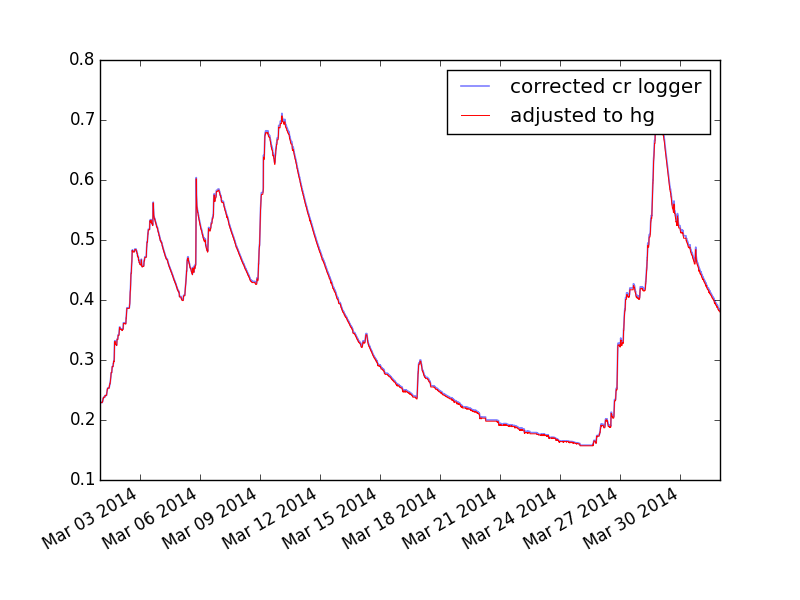 0.8
0.7
0.6
0.5
0.4
0.3
0.2
0.1
corrected cr logger
adjusted to hg
Mar 03 2014
Mar 06 2014
Mar 09 2014
Mar 12 2014
Mar 15 2014
Mar 18 2014
Mar 21 2014
Mar 24 2014
Mar 27 2014
Mar 30 2014